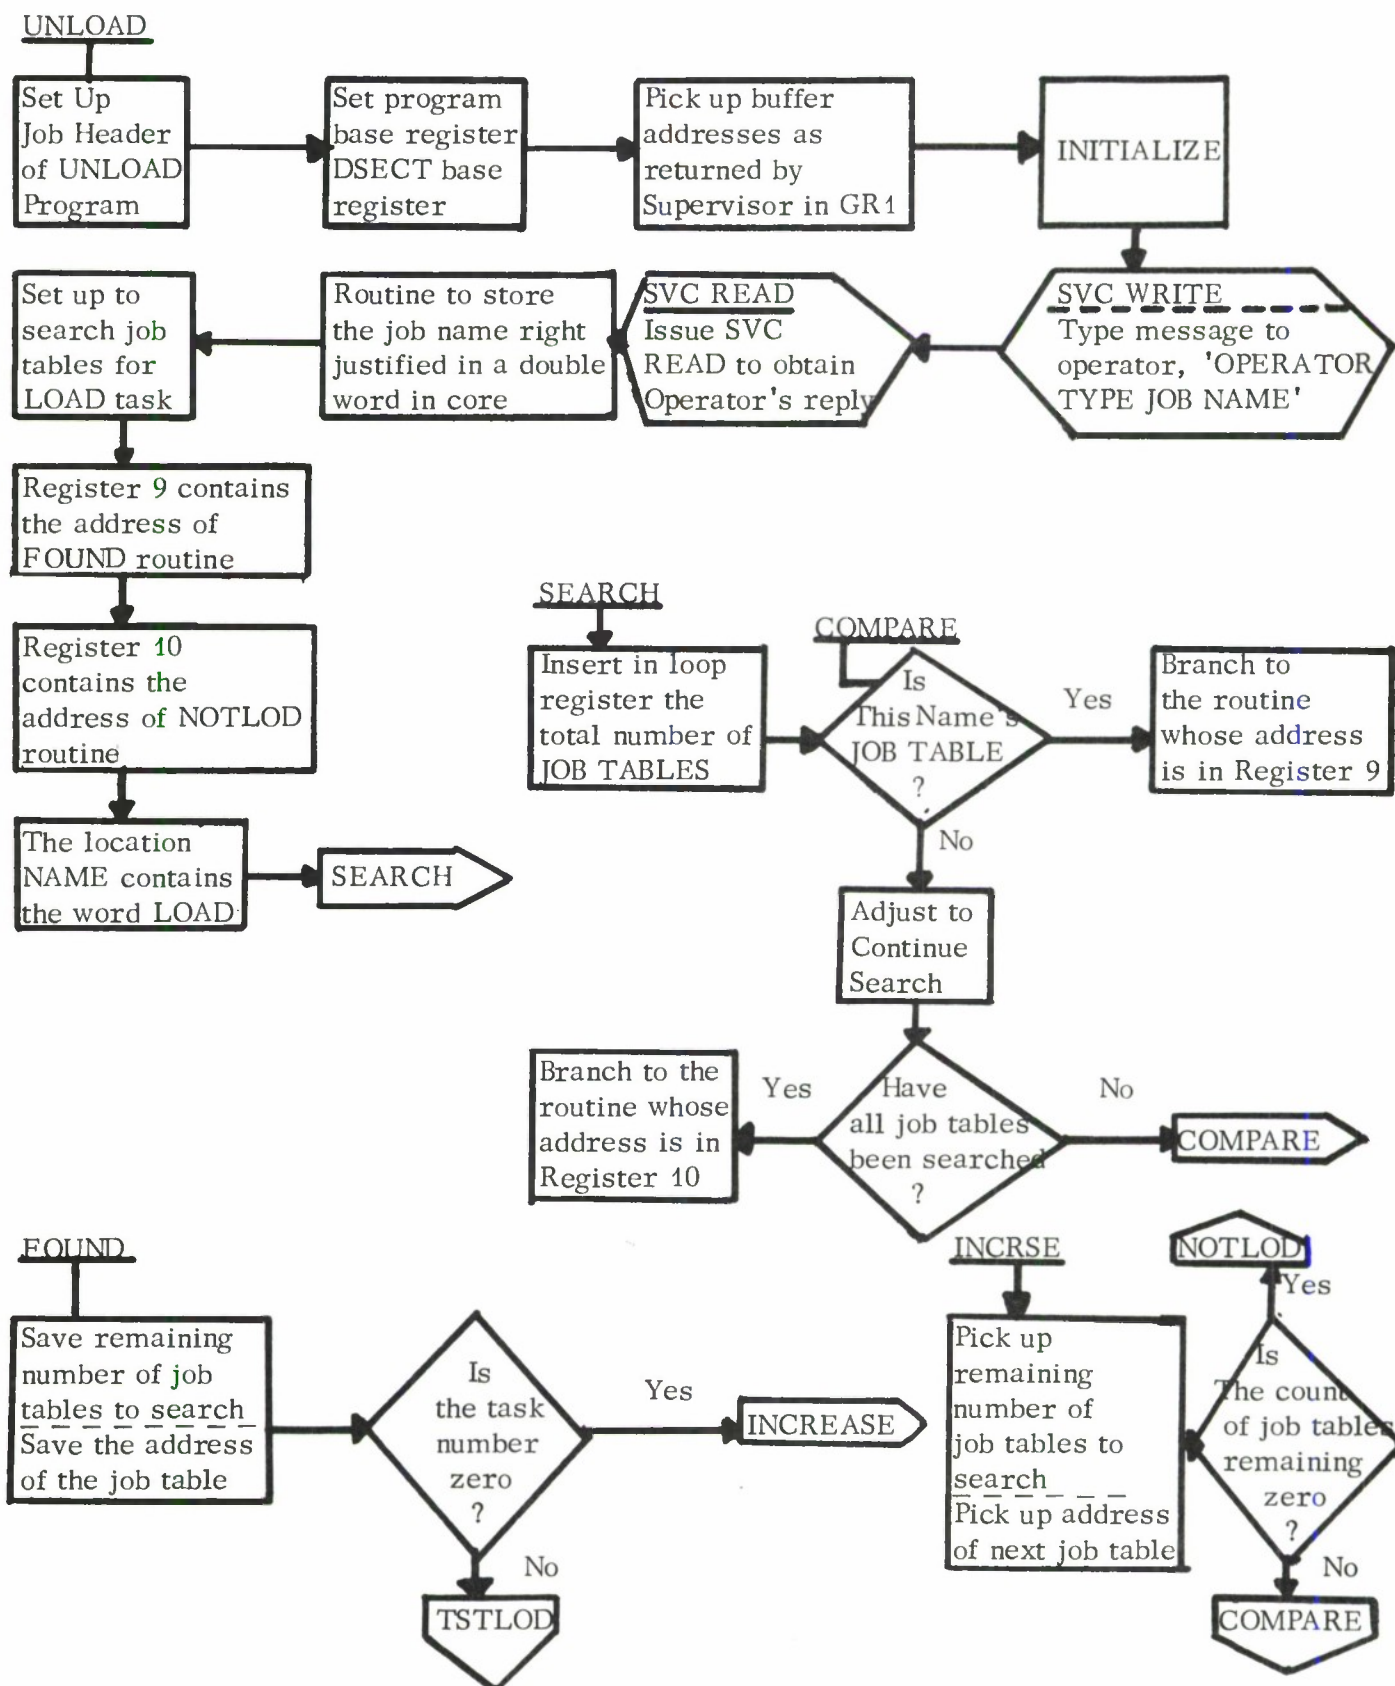 UNLOAD
Set Up
Job Header
of UNLOAD
Program
Set program
base register
DSECT base
register
Pick up buffer
addresses as
returned by
Supervisor in GR1
INITIALIZE
SVC WRITE
Type message to
operator, 'OPERATOR
TYPE JOB NAME'
SVC READ
Issue SVC
READ to obtain
Operator's reply
Routine to store
the job name right
justified in a double
word in core
Set up to
search job
tables for
LOAD task
Register 9 contains
the address of
FOUND routine
Register 10
contains the
address of NOTLOD
routine
The location
NAME contains
the word LOAD
SEARCH
SEARCH
Insert in loop
register the
total number of
JOB TABLES
COMPARE
Is
This Name's
JOB TABLE
?
Yes
Branch to
the routine
whose address
is in Register 9
No
Adjust to
Continue
Search
Have
all job tables
been searched
?
Yes
Branch to the
routine whose
address is in
Register 10
No
COMPARE
FOUND
Save remaining
number of job
tables to search
Save the address
of the job table
Is
the task
number
zero
?
Yes
INCREASE
No
TSTLOD
INCRSE
Pick up
remaining
number of
job tables to
search
Pick up address
of next job table
NOTLOD
Yes
Is
The count
of job tables
remaining
zero
?
No
COMPARE